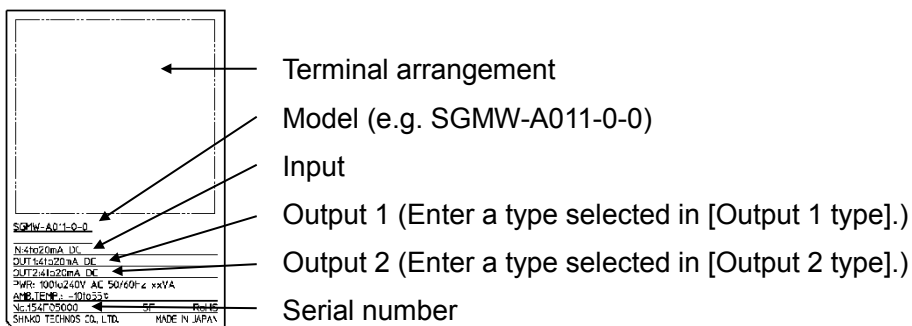 Terminal arrangement
Model (e.g. SGMW-A011-0-0)
Input
Output 1 (Enter a type selected in [Output 1 type].)
Output 2 (Enter a type selected in [Output 2 type].)
Serial number
SGMW-A011-0-0
IN:4to20mA DC
OUT1:4to20mA DC
OUT2:4to20mA DC
PWR: 100to240V AC 50/60Hz xxVA
AMB.TEMP.: -10to55℃
No.154F05000 5F RoHS
SHINKO TECHNOS CO., LTD. MADE IN JAPAN